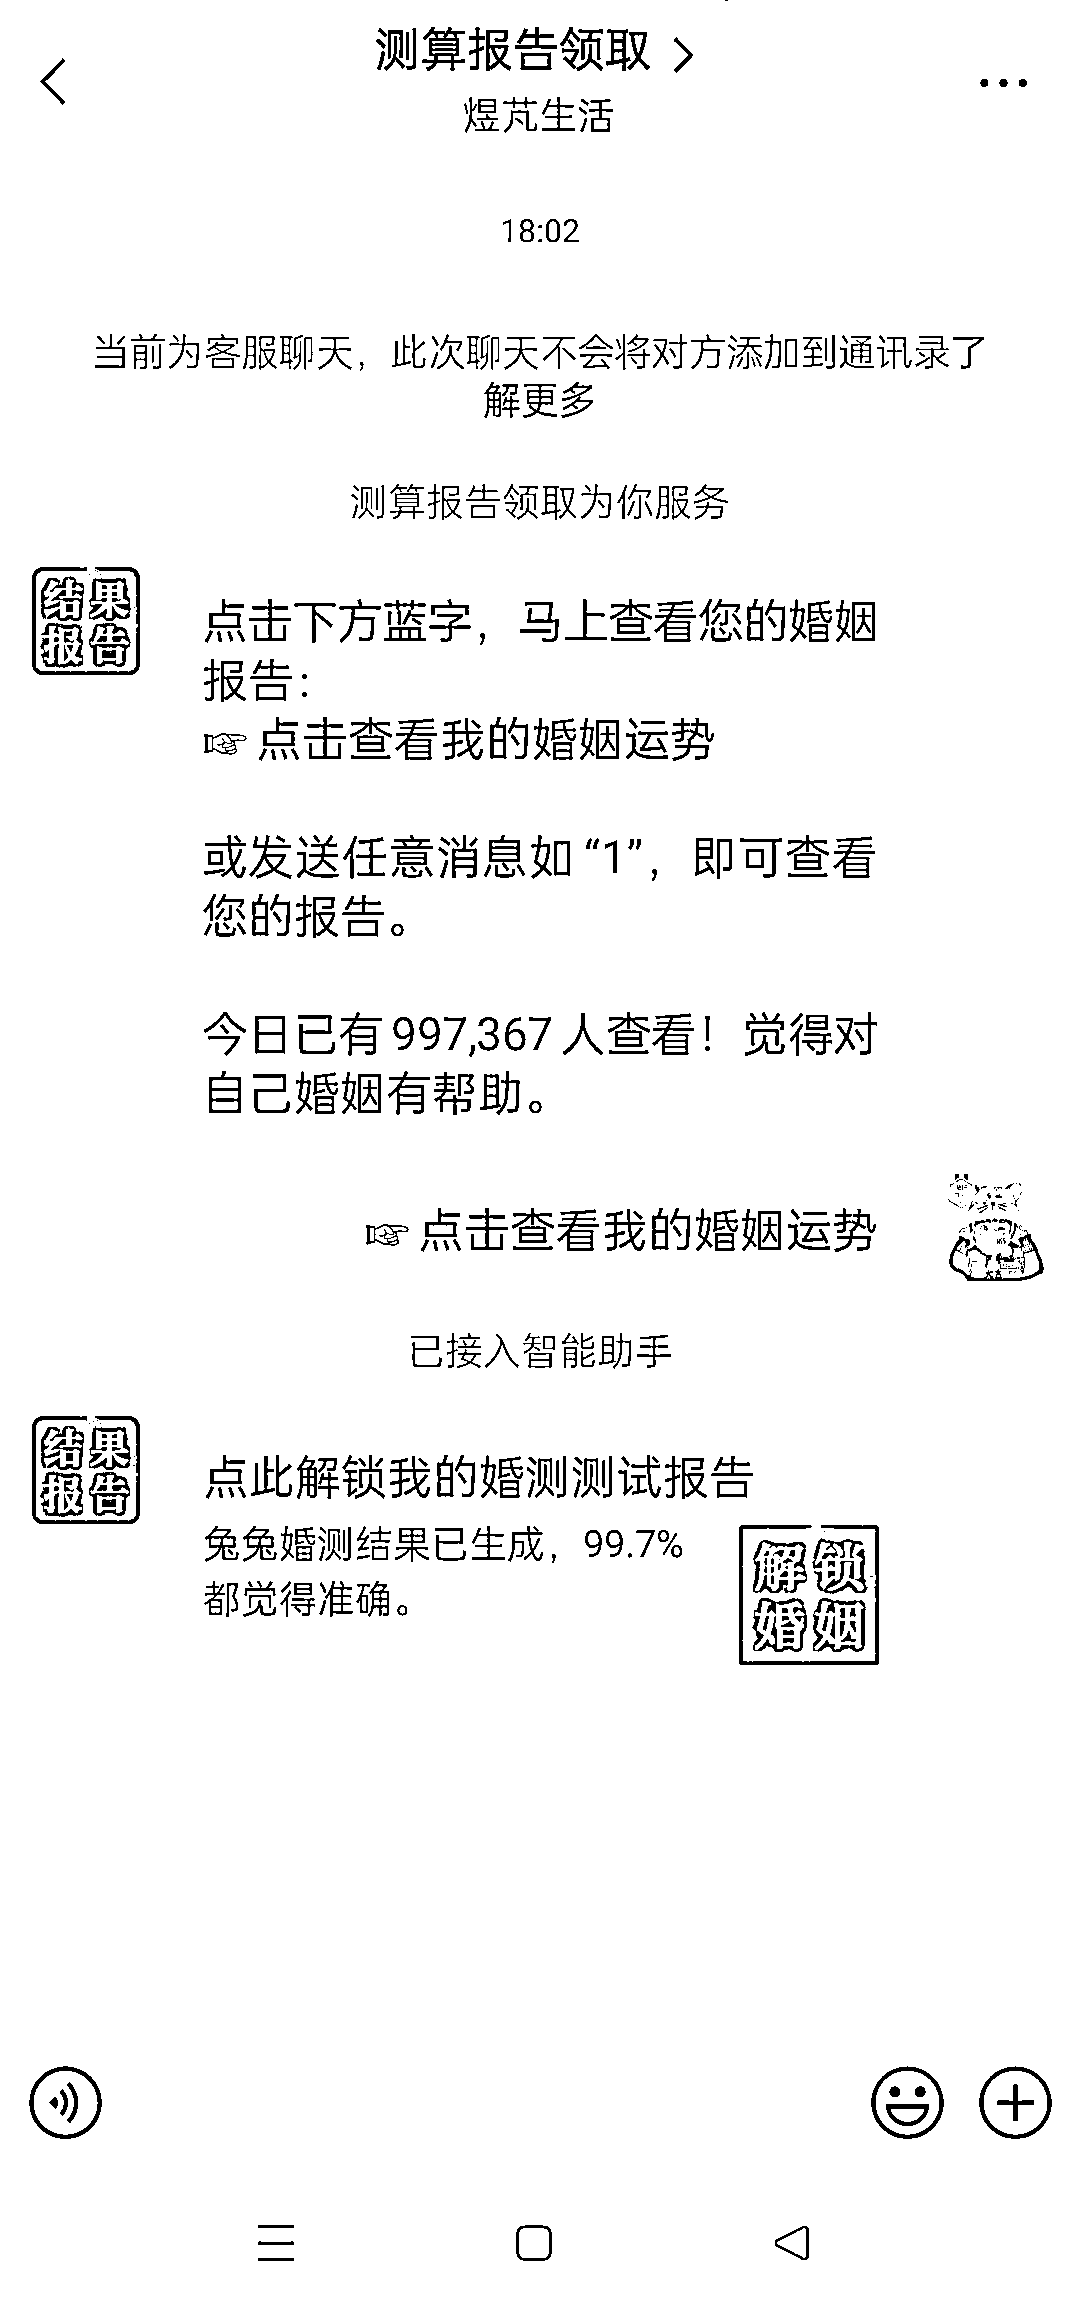 测算报告领取
煜芃生活
18:02
当前为客服聊天，此次聊天不会将对方添加到通讯录了
解更多
测算报告领取为你服务
结果
报告
点击下方蓝字，马上查看您的婚姻
报告：
☞点击查看我的婚姻运势
或发送任意消息如“1”，即可查看
您的报告。
今日已有997,367人查看！觉得对
自己婚姻有帮助。
☞点击查看我的婚姻运势
已接入智能助手
结果
报告
点此解锁我的婚测测试报告
兔兔婚测结果已生成，99.7%
都觉得准确。
解锁
婚姻